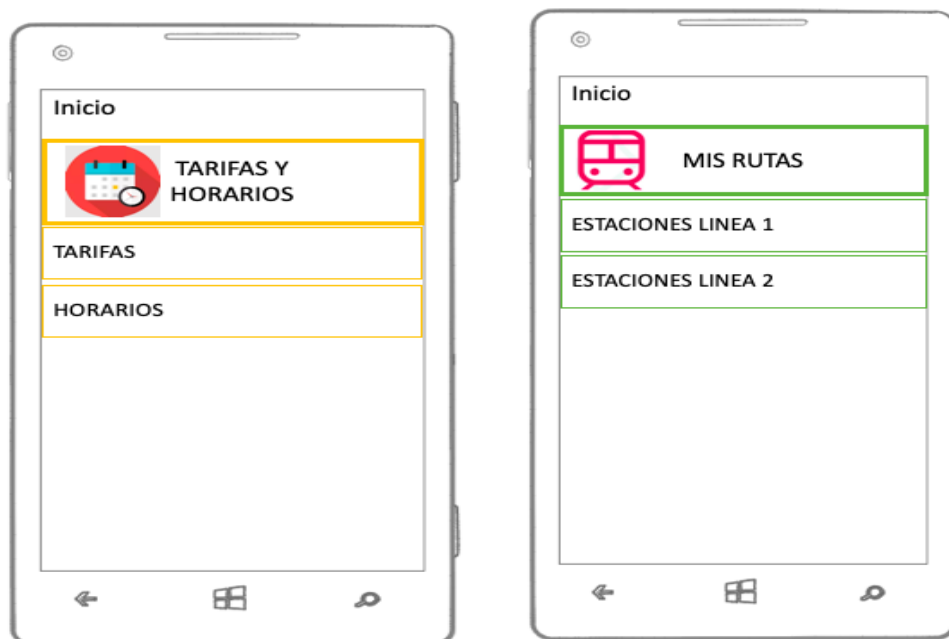 Inicio
TARIFAS Y
HORARIOS
TARIFAS
HORARIOS
Inicio
MIS RUTAS
ESTACIONES LINEA 1
ESTACIONES LINEA 2